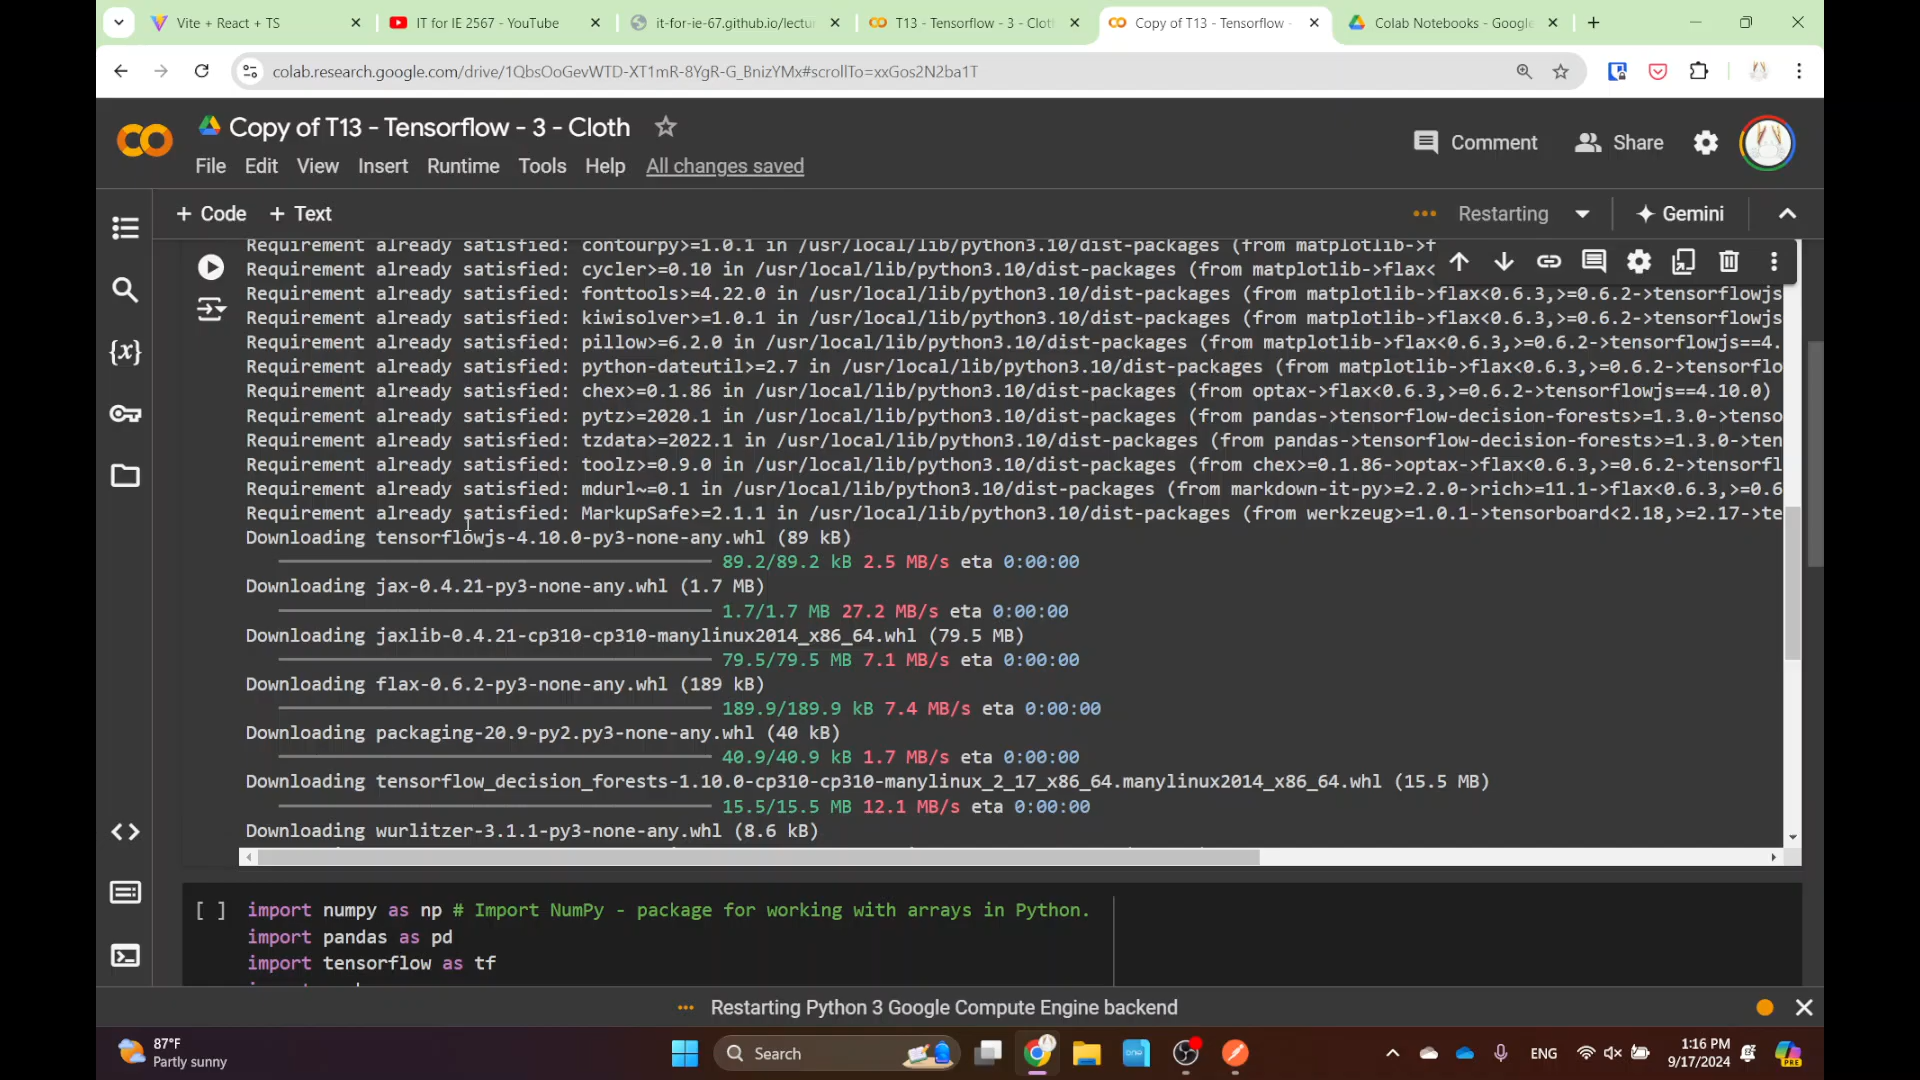 Vite + React + TS
IT for IE 2567 - YouTube
it-for-ie-67.github.io/lectur
T13 - Tensorflow - 3 - Cloth
Copy of T13 - Tensorflow -
Colab Notebooks - Google
colab.research.google.com/drive/1QbsOoGevWTD-XT1mR-8YgR-G_BnizYMx#scrollTo=xxGos2N2ba1T
Copy of T13 - Tensorflow - 3 - Cloth
Comment
Share
File Edit View Insert Runtime Tools Help All changes saved
+ Code + Text
Restarting
Gemini
Requirement already satisfied: contourpy>=1.0.1 in /usr/local/lib/python3.10/dist-packages (from matplotlib->f
Requirement already satisfied: cycler>=0.10 in /usr/local/lib/python3.10/dist-packages (from matplotlib->flax<
Requirement already satisfied: fonttools>=4.22.0 in /usr/local/lib/python3.10/dist-packages (from matplotlib->flax<0.6.3,>=0.6.2->tensorflowjs
Requirement already satisfied: kiwisolver>=1.0.1 in /usr/local/lib/python3.10/dist-packages (from matplotlib->flax<0.6.3,>=0.6.2->tensorflowjs
Requirement already satisfied: pillow>=6.2.0 in /usr/local/lib/python3.10/dist-packages (from matplotlib->flax<0.6.3,>=0.6.2->tensorflowjs==4.
Requirement already satisfied: python-dateutil>=2.7 in /usr/local/lib/python3.10/dist-packages (from matplotlib->flax<0.6.3,>=0.6.2->tensorflo
Requirement already satisfied: chex>=0.1.86 in /usr/local/lib/python3.10/dist-packages (from optax->flax<0.6.3,>=0.6.2->tensorflowjs==4.10.0)
Requirement already satisfied: pytz>=2020.1 in /usr/local/lib/python3.10/dist-packages (from pandas->tensorflow-decision-forests>=1.3.0->tenso
Requirement already satisfied: tzdata>=2022.1 in /usr/local/lib/python3.10/dist-packages (from pandas->tensorflow-decision-forests>=1.3.0->ten
Requirement already satisfied: toolz>=0.9.0 in /usr/local/lib/python3.10/dist-packages (from chex>=0.1.86->optax->flax<0.6.3,>=0.6.2->tensorfl
Requirement already satisfied: mdurl~=0.1 in /usr/local/lib/python3.10/dist-packages (from markdown-it-py>=2.2.0->rich>=11.1->flax<0.6.3,>=0.6
Requirement already satisfied: MarkupSafe>=2.1.1 in /usr/local/lib/python3.10/dist-packages (from werkzeug>=1.0.1->tensorboard<2.18,>=2.17->te
Downloading tensorflowjs-4.10.0-py3-none-any.whl (89 kB)
89.2/89.2 kB 2.5 MB/s eta 0:00:00
Downloading jax-0.4.21-py3-none-any.whl (1.7 MB)
1.7/1.7 MB 27.2 MB/s eta 0:00:00
Downloading jaxlib-0.4.21-cp310-cp310-manylinux2014_x86_64.whl (79.5 MB)
79.5/79.5 MB 7.1 MB/s eta 0:00:00
Downloading flax-0.6.2-py3-none-any.whl (189 kB)
189.9/189.9 kB 7.4 MB/s eta 0:00:00
Downloading packaging-20.9-py2.py3-none-any.whl (40 kB)
40.9/40.9 kB 1.7 MB/s eta 0:00:00
Downloading tensorflow_decision_forests-1.10.0-cp310-cp310-manylinux_2_17_x86_64.manylinux2014_x86_64.whl (15.5 MB)
15.5/15.5 MB 12.1 MB/s eta 0:00:00
Downloading wurlitzer-3.1.1-py3-none-any.whl (8.6 kB)
[ ] import numpy as np # Import NumPy - package for working with arrays in Python.
import pandas as pd
import tensorflow as tf
Restarting Python 3 Google Compute Engine backend
87°F
Partly sunny
Search
ENG
1:16 PM
9/17/2024